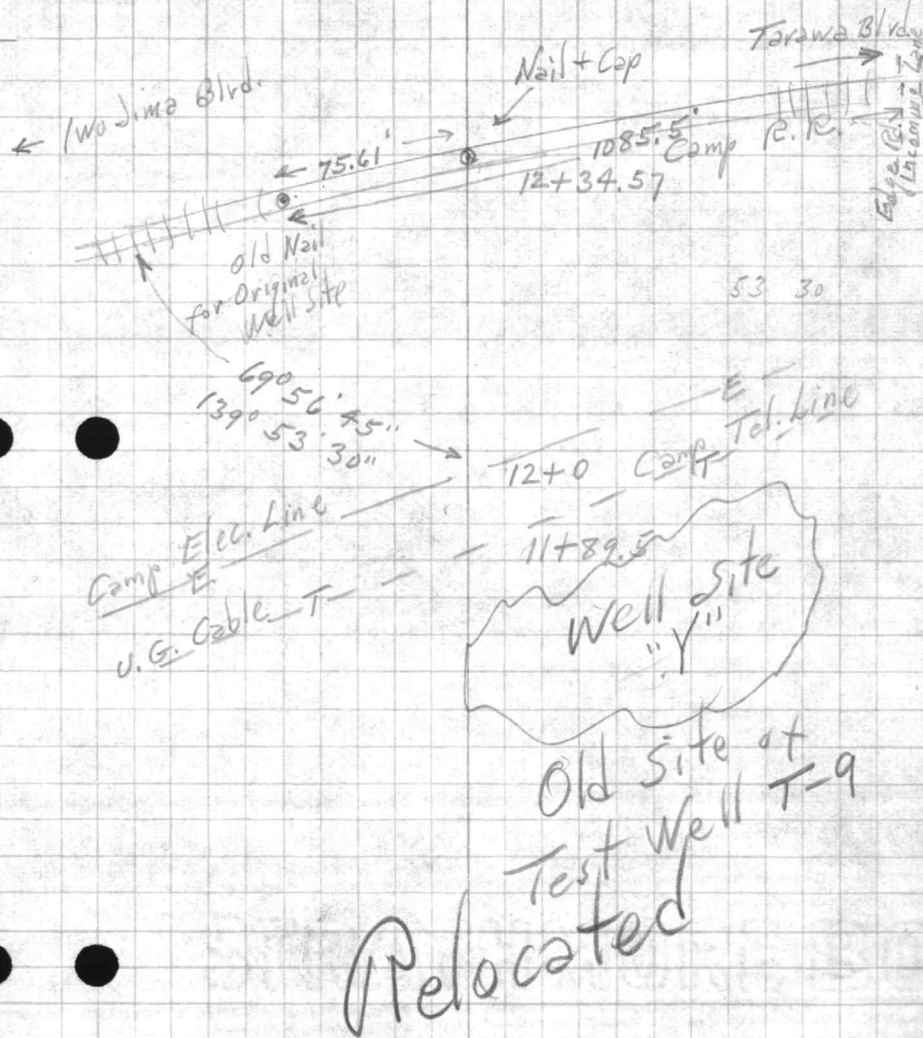 Tarawa Blvd.
Nail + Cap
Iwo Jima Blvd.
75.61'
1085.5'
Camp R.R.
12+34.57
Edge
Old Nail
for Original
Well Site
53 30
69° 56' 45"
139° 53' 30"
E
12+0
Camp Tel. Line
T
Camp Elec. Line
E
11+89.5
U.G. Cable T
Well Site
"Y"
Old Site of
Test Well T-9
Relocated